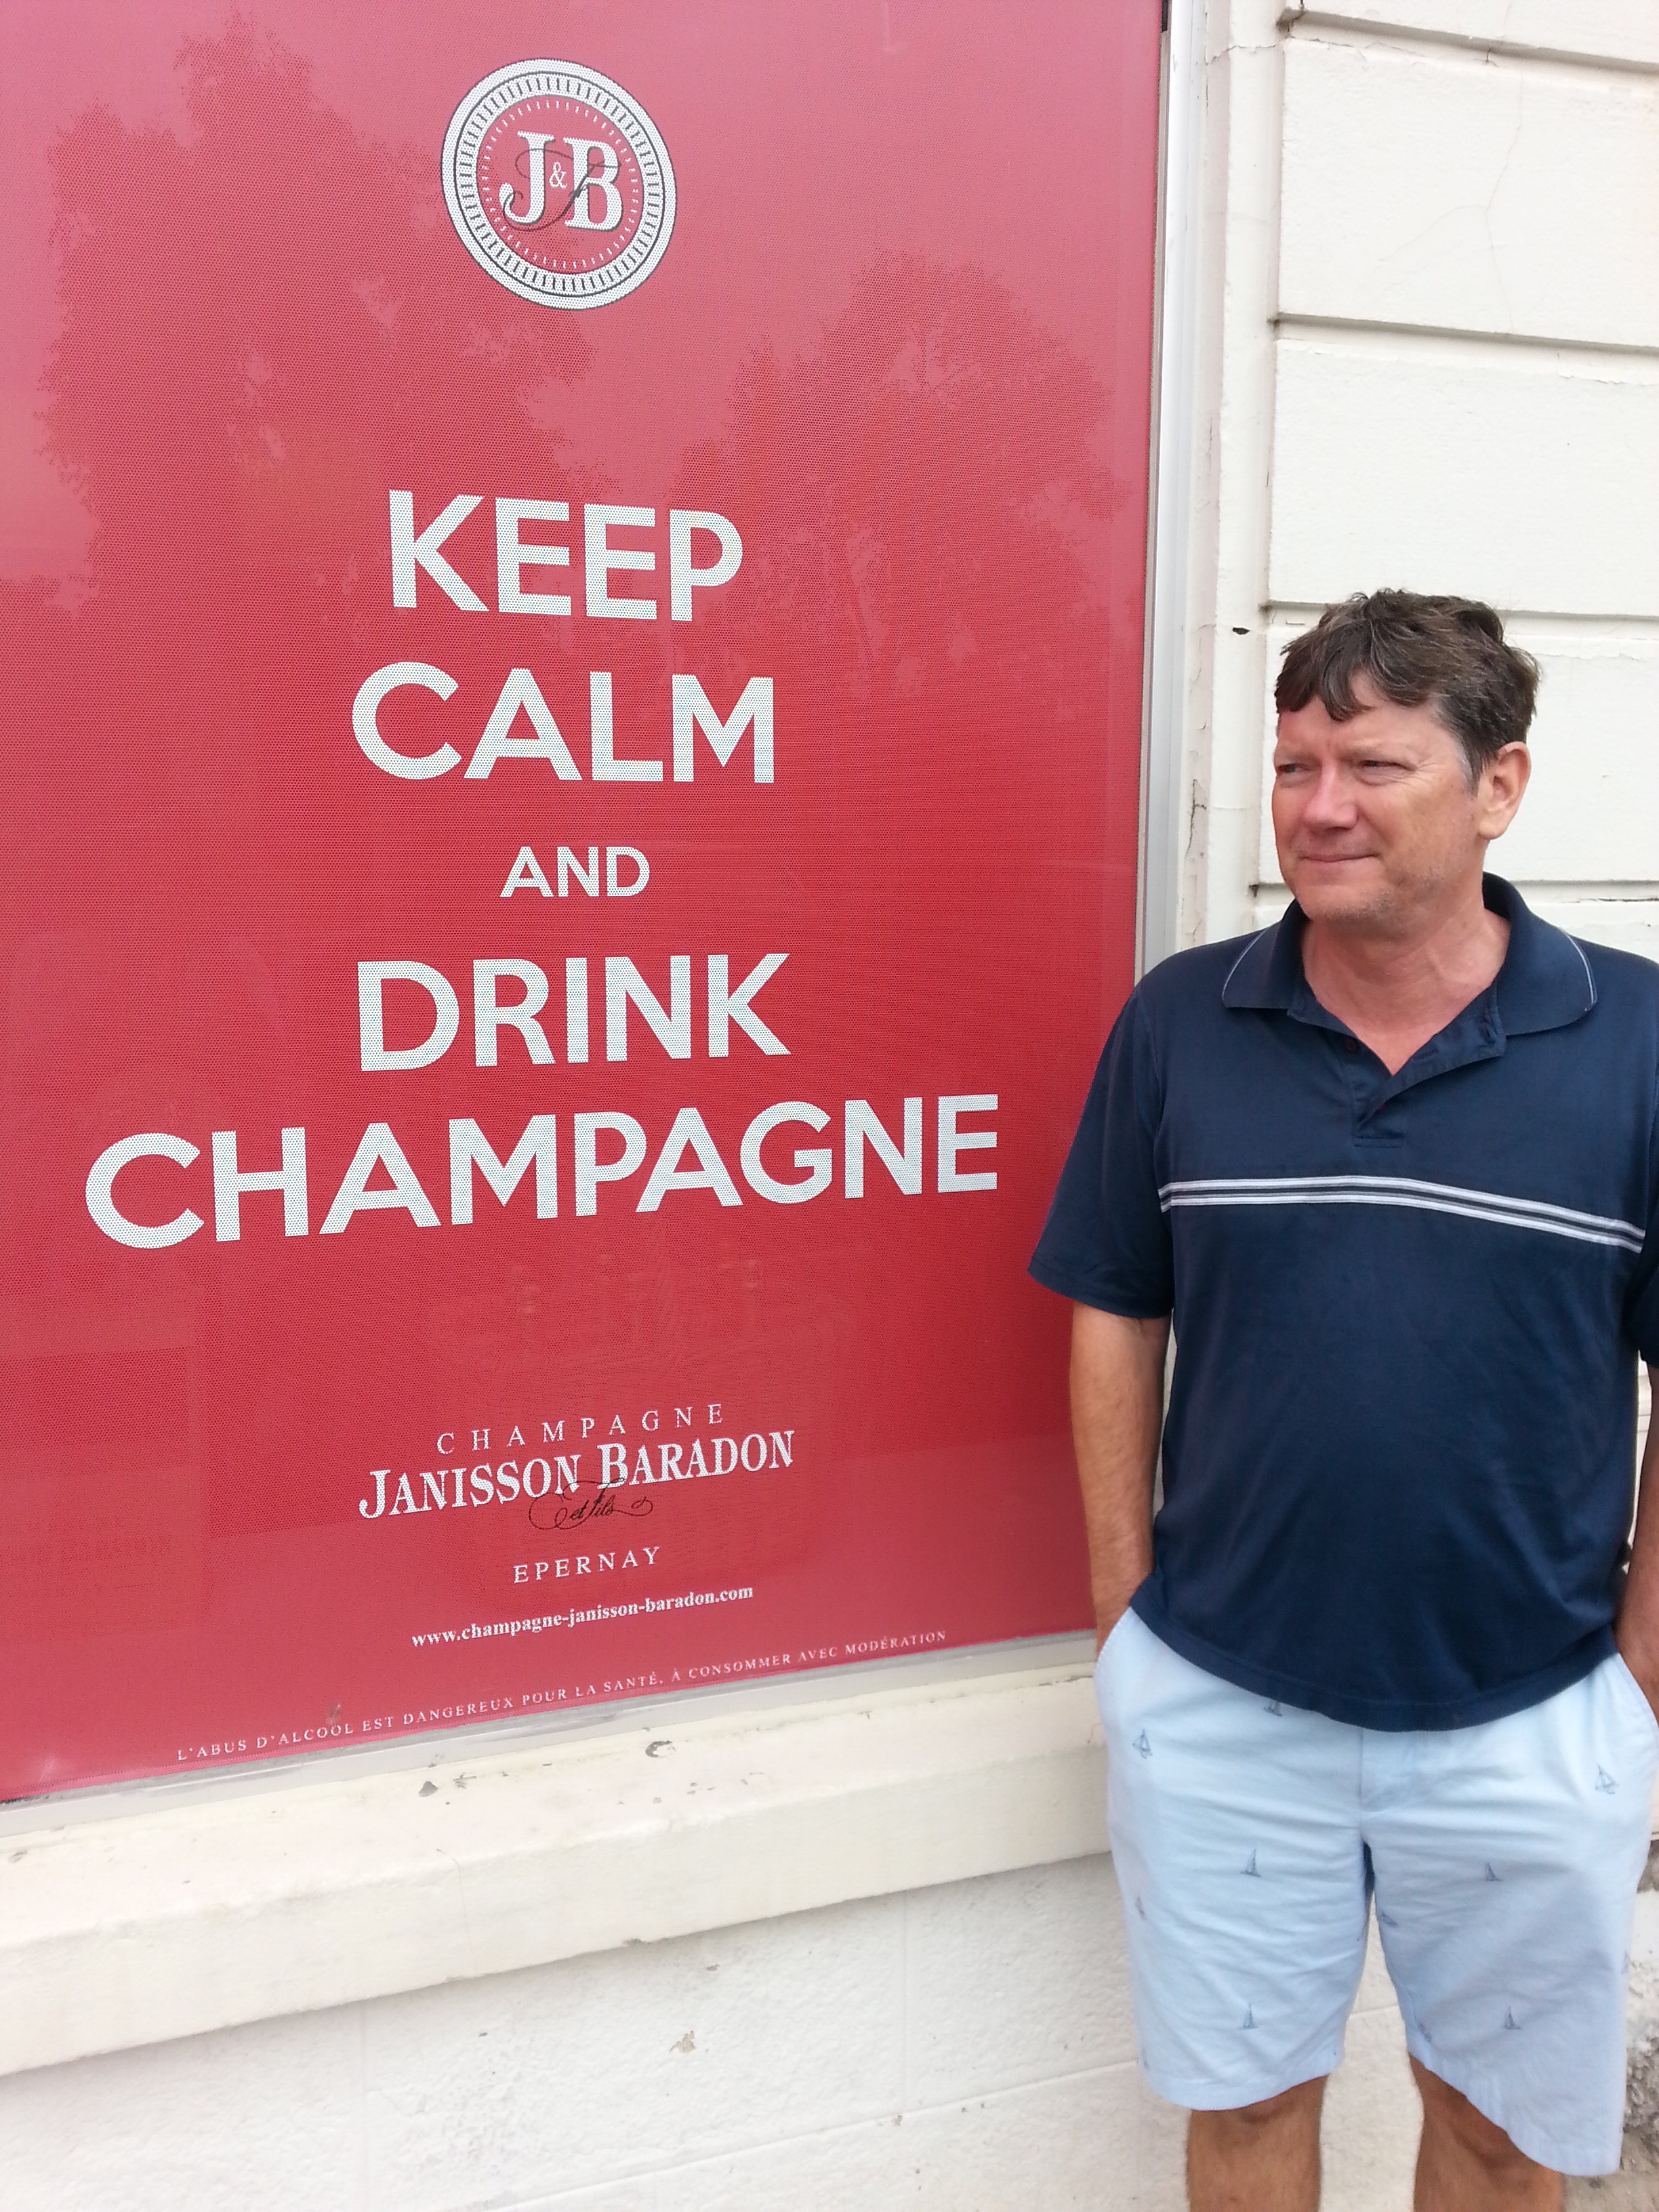 J&B
KEEP
CALM
AND
DRINK
CHAMPAGNE
CHAMPAGNE
JANISSON BARADON
et Fils
EPERNAY
www.champagne-janisson-baradon.com
L'ABUS D'ALCOOL EST DANGEREUX POUR LA SANTÉ, À CONSOMMER AVEC MODÉRATION